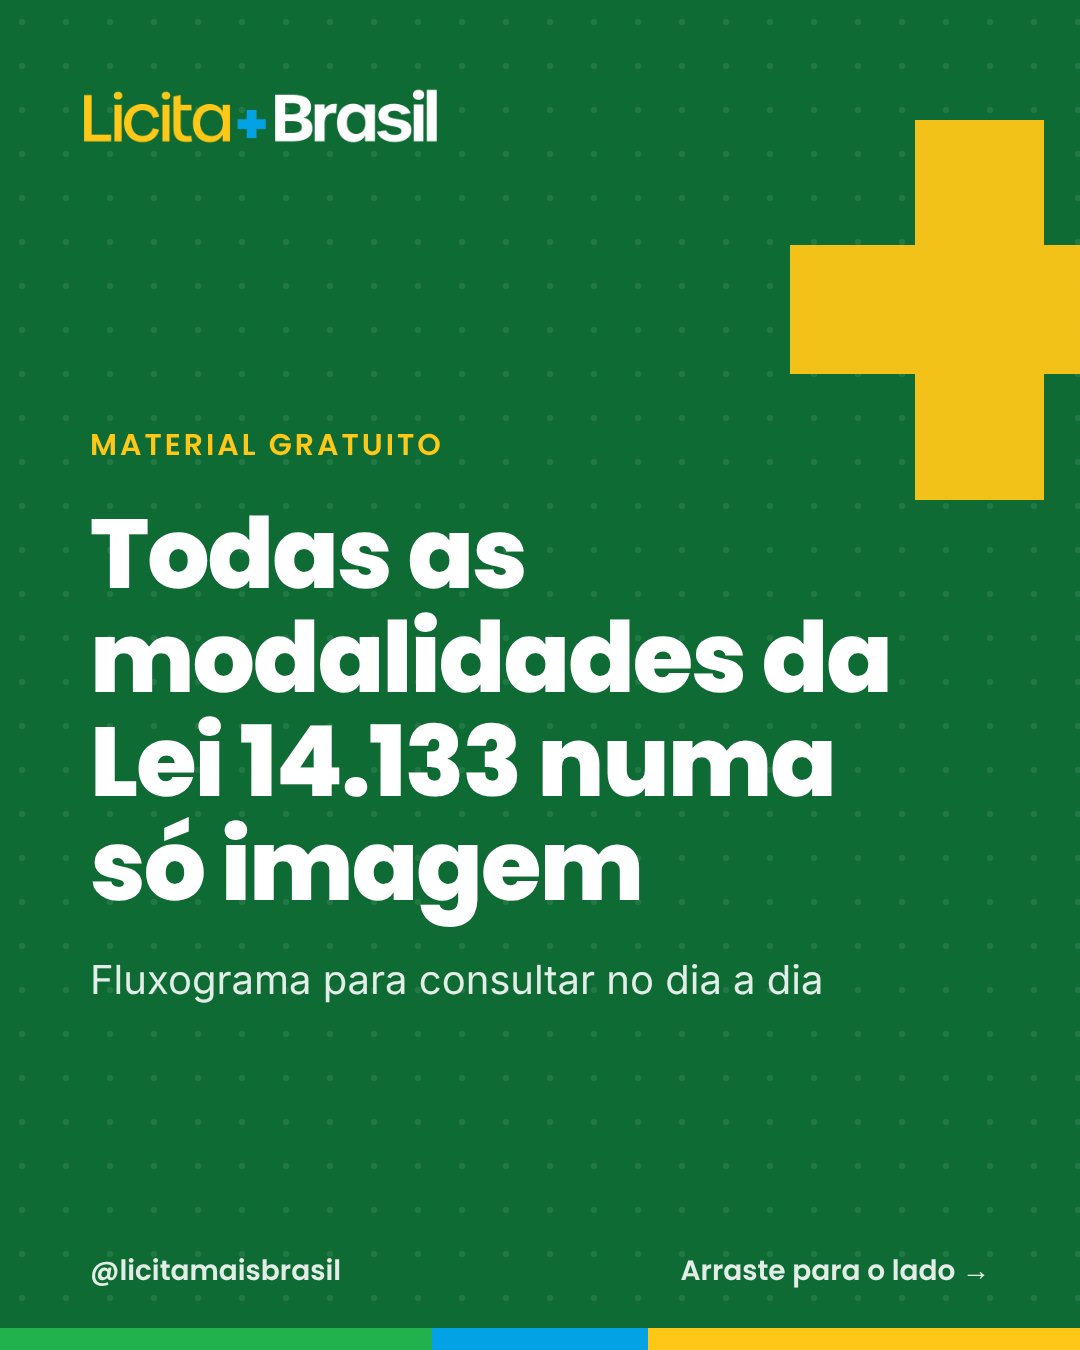 Licita+Brasil
MATERIAL GRATUITO
Todas as
modalidades da
Lei 14.133 numa
só imagem
Fluxograma para consultar no dia a dia
@licitamaisbrasil
Arraste para o lado →